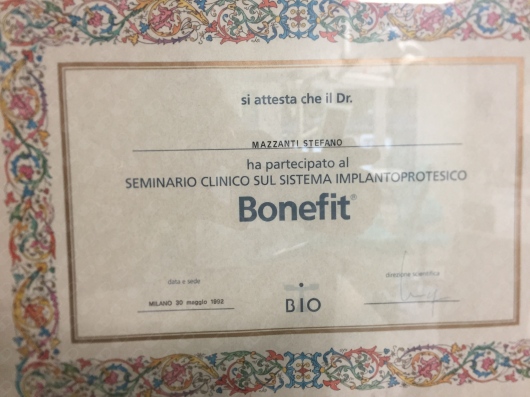 si attesta che il Dr.
MAZZANTI STEFANO
ha partecipato al
SEMINARIO CLINICO SUL SISTEMA IMPLANTOPROTESICO
Bonefit®
data e sede
direzione scientifica
MILANO 30 maggio 1992
BIO